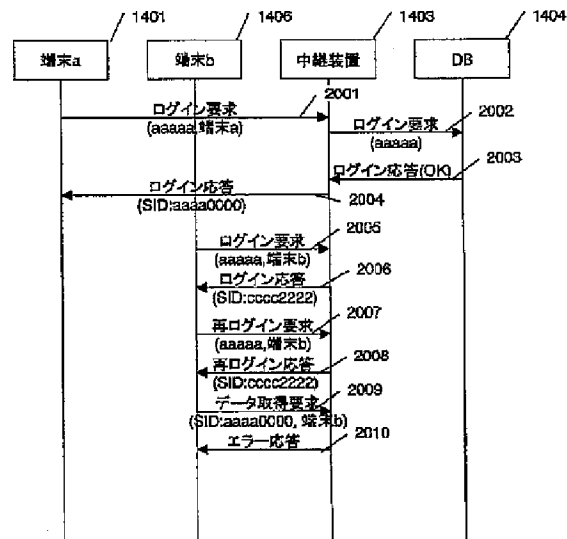 1401
1406
1403
1404
端末a
端末b
中継装置
DB
2001
ログイン要求
(aaaaa,端末a)
2002
ログイン要求
(aaaaa)
2003
ログイン応答(OK)
2004
ログイン応答
(SID:aaaa0000)
2005
ログイン要求
(aaaaa,端末b)
2006
ログイン応答
(SID:cccc2222)
2007
再ログイン要求
(aaaaa,端末b)
2008
再ログイン応答
(SID:cccc2222)
2009
データ取得要求
(SID:aaaa0000, 端末b)
2010
エラー応答